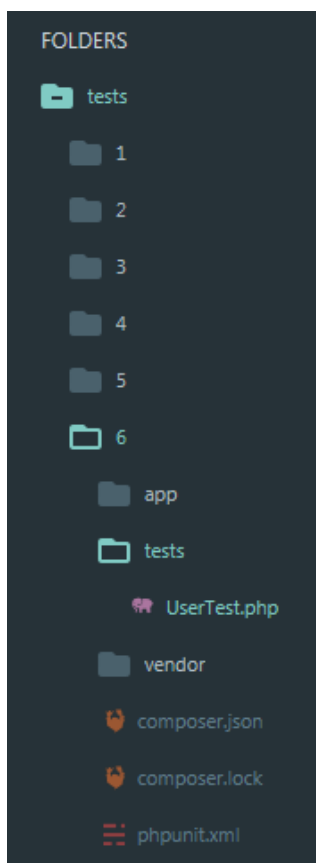 FOLDERS
tests
1
2
3
4
5
6
app
tests
UserTest.php
vendor
composer.json
composer.lock
phpunit.xml